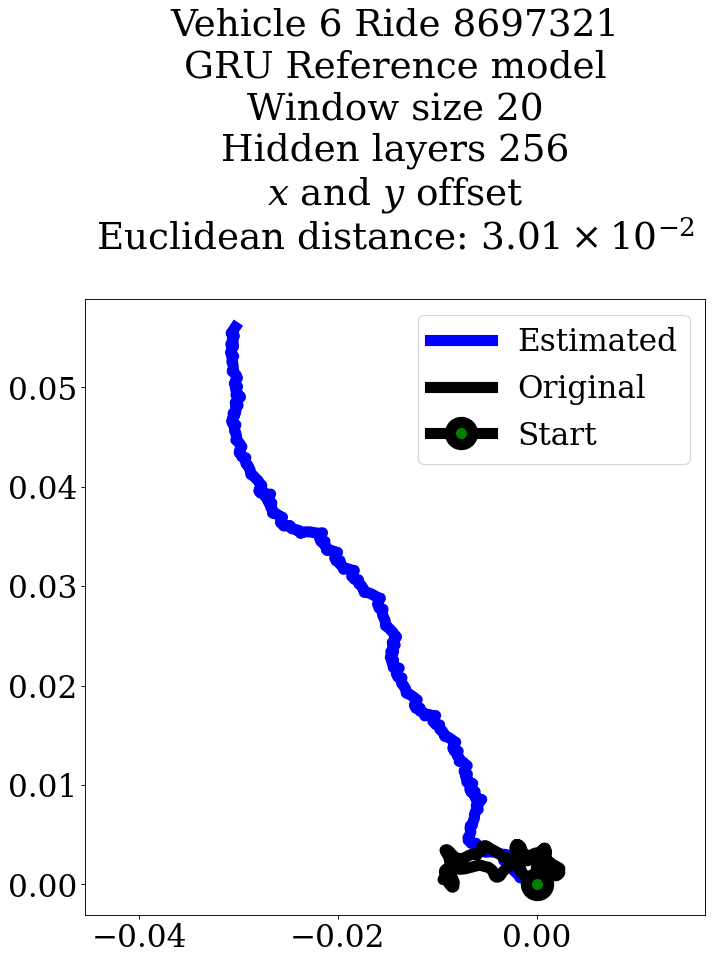 Vehicle 6 Ride 8697321
GRU Reference model
Window size 20
Hidden layers 256
x and y offset
Euclidean distance: 3.01 × 10⁻²
Estimated
Original
Start
0.05
0.04
0.03
0.02
0.01
0.00
−0.04 −0.02 0.00